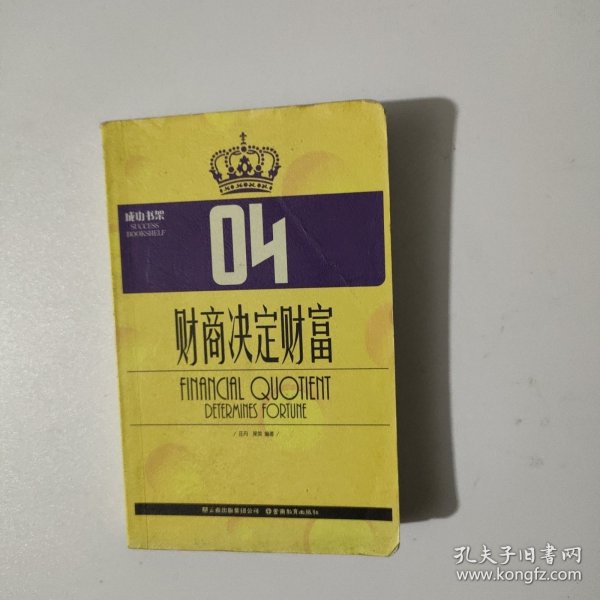 成功书架
SUCCESS
BOOKSHELF
04
财商决定财富
FINANCIAL QUOTIENT
DETERMINES FORTUNE
编著
云南出版集团公司 云南教育出版社
孔夫子旧书网
www.kongfz.com